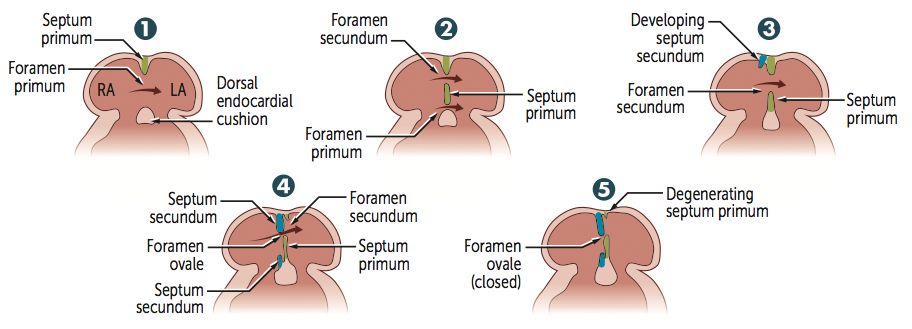 1
Septum
primum
Foramen
primum
RA
LA
Dorsal
endocardial
cushion
2
Foramen
secundum
Septum
primum
Foramen
primum
3
Developing
septum
secundum
Foramen
secundum
Septum
primum
4
Septum
secundum
Foramen
secundum
Foramen
ovale
Septum
primum
Septum
secundum
5
Degenerating
septum primum
Foramen
ovale
(closed)